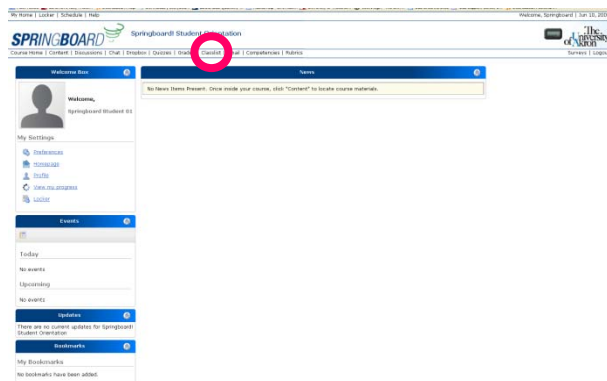 My Home | Locker | Schedule | Help
Welcome, Springboard | Jun 10,
SPRINGBOARD
Springboard! Student Orientation
The
University
of Akron
Course Home | Content | Discussions | Chat | Dropbox | Quizzes | Grades Classlist Email | Competencies | Rubrics
Surveys | Logout
Welcome Box
Welcome,
Springboard Student 01
My Settings
Preferences
Homepage
Profile
View my progress
Locker
Events
Today
No events
Upcoming
No events
Updates
There are no current updates for Springboard!
Student Orientation
Bookmarks
My Bookmarks
No bookmarks have been added.
News
No News Items Present. Once inside your course, click "Content" to locate course materials.